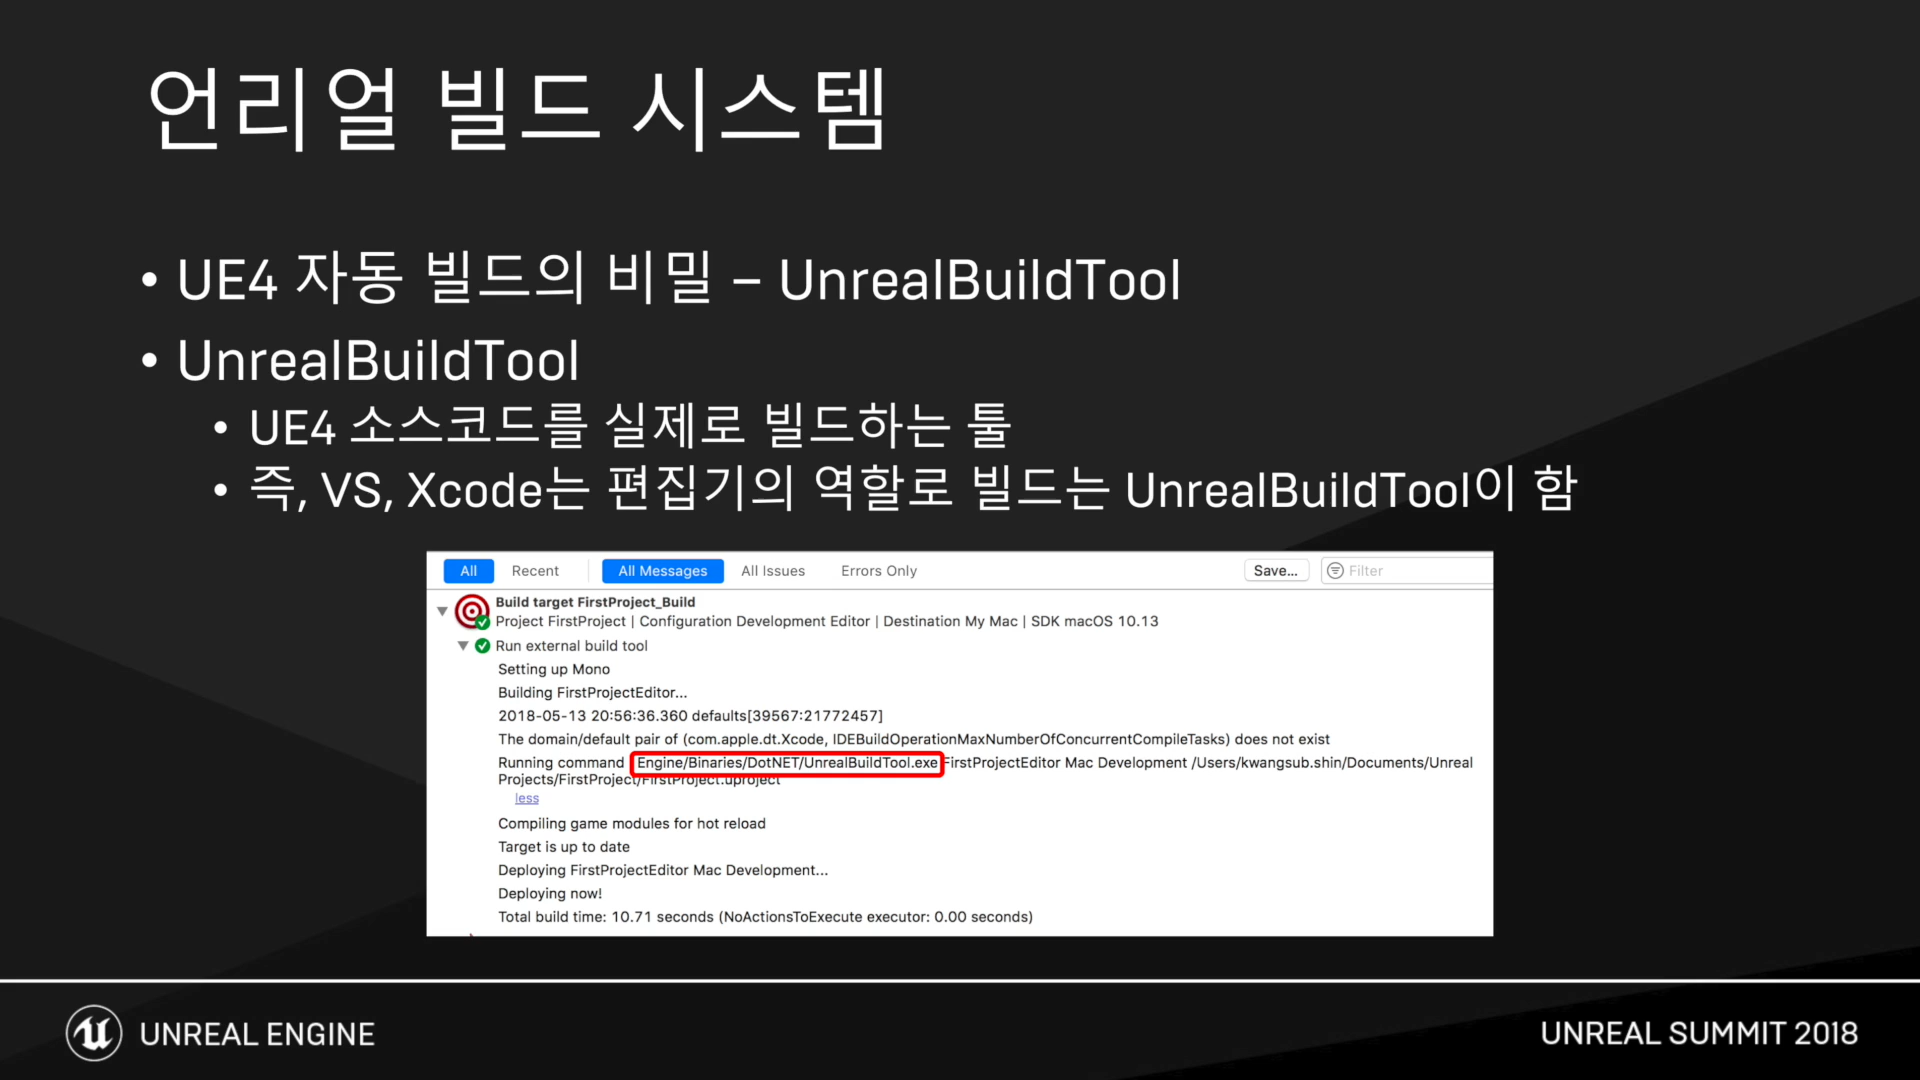 언리얼 빌드 시스템
• UE4 자동 빌드의 비밀 – UnrealBuildTool
• UnrealBuildTool
• UE4 소스코드를 실제로 빌드하는 툴
• 즉, VS, Xcode는 편집기의 역할로 빌드는 UnrealBuildTool이 함
All Recent All Messages All Issues Errors Only Save... Filter
Build target FirstProject_Build
Project FirstProject | Configuration Development Editor | Destination My Mac | SDK macOS 10.13
Run external build tool
Setting up Mono
Building FirstProjectEditor...
2018-05-13 20:56:36.360 defaults[39567:21772457]
The domain/default pair of (com.apple.dt.Xcode, IDEBuildOperationMaxNumberOfConcurrentCompileTasks) does not exist
Running command Engine/Binaries/DotNET/UnrealBuildTool.exe FirstProjectEditor Mac Development /Users/kwangsub.shin/Documents/Unreal
Projects/FirstProject/FirstProject.uproject
less
Compiling game modules for hot reload
Target is up to date
Deploying FirstProjectEditor Mac Development...
Deploying now!
Total build time: 10.71 seconds (NoActionsToExecute executor: 0.00 seconds)
UNREAL ENGINE
UNREAL SUMMIT 2018